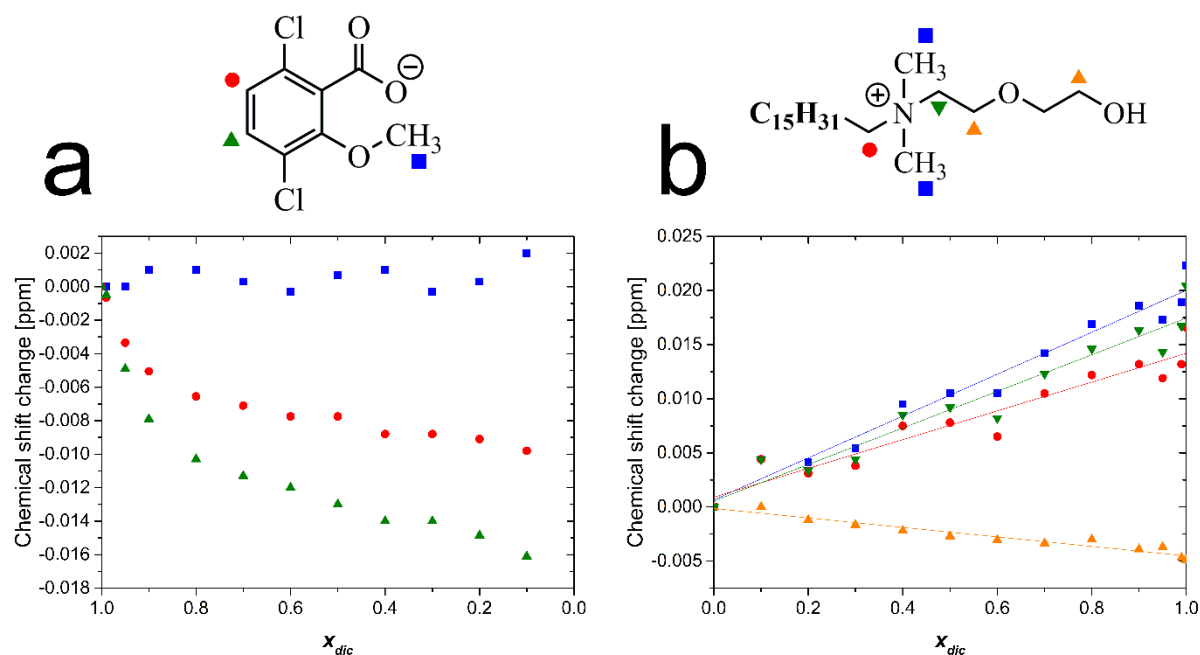 Cl
O
O
⊖
O
CH3
Cl
a
CH3
⊕
N
C15H31
CH3
O
OH
b
0.002
0.000
-0.002
-0.004
-0.006
-0.008
-0.010
-0.012
-0.014
-0.016
-0.018
Chemical shift change [ppm]
1.0 0.8 0.6 0.4 0.2 0.0
x dic
0.025
0.020
0.015
0.010
0.005
0.000
-0.005
Chemical shift change [ppm]
0.0 0.2 0.4 0.6 0.8 1.0
x dic